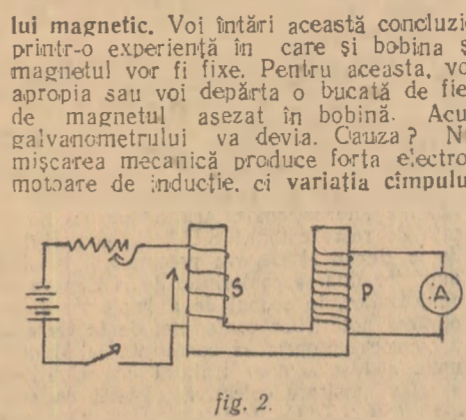 lui magnetic. Voi întări această concluzi
printr-o experiență în care și bobina ș
magnetul vor fi fixe. Pentru aceasta, vo
apropia sau voi depărta o bucată de fie
de magnetul așezat în bobină. Acu
galvanometrului va devia. Cauza? N
mișcarea mecanică produce forța electro
motoare de inducție, ci variația cîmpulu
S P A
fig. 2.